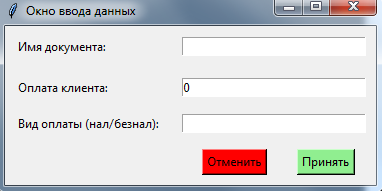 Окно ввода данных
Имя документа:
Оплата клиента: 0
Вид оплаты (нал/безнал):
Отменить Принять